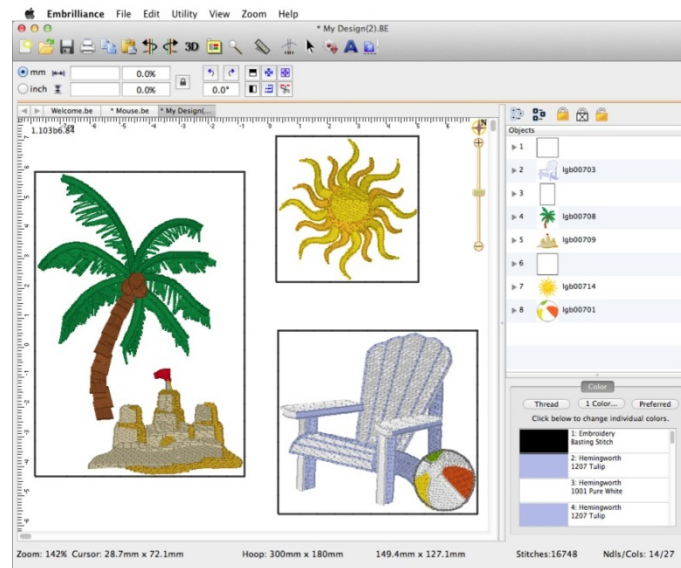 Embrilliance File Edit Utility View Zoom Help
* My Design(2).BE
3D A
mm 0.0%
inch 0.0% 0.0°
Welcome.be * Mouse.be * My Design(...
1.103b6.84
N
Objects
1
2 lgb00703
3
4 lgb00708
5 lgb00709
6
7 lgb00714
8 lgb00701
Color
Thread 1 Color... Preferred
Click below to change individual colors.
1: Embroidery
Basting Stitch
2: Hemingworth
1207 Tulip
3: Hemingworth
1001 Pure White
4: Hemingworth
1207 Tulip
Zoom: 142% Cursor: 28.7mm x 72.1mm Hoop: 300mm x 180mm 149.4mm x 127.1mm Stitches:16748 Ndls/Cols: 14/27